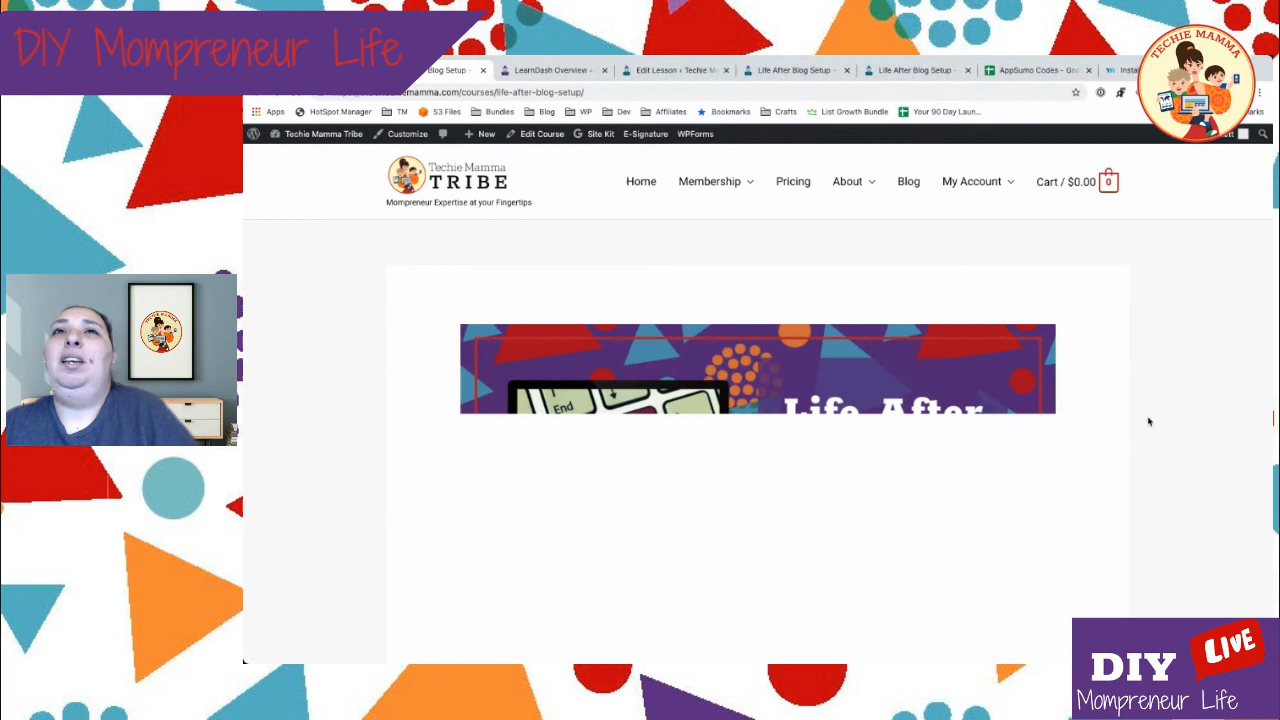 DIY Mompreneur Life
TECHIE MAMMA
Blog Setup -
LearnDash Overview -
Edit Lesson ‹ Techie M
Life After Blog Setup -
Life After Blog Setup -
AppSumo Codes -
Insta
mamma.com/courses/life-after-blog-setup/
Apps HotSpot Manager TM S3 Files Bundles Blog WP Dev Affiliates Bookmarks Crafts List Growth Bundle Your 90 Day Laun...
Techie Mamma Tribe Customize New Edit Course Site Kit E-Signature WPForms
Techie Mamma
TRIBE
Mompreneur Expertise at your Fingertips
Home Membership Pricing About Blog My Account Cart / $0.00 0
End
Life After
DIY LIVE
Mompreneur Life